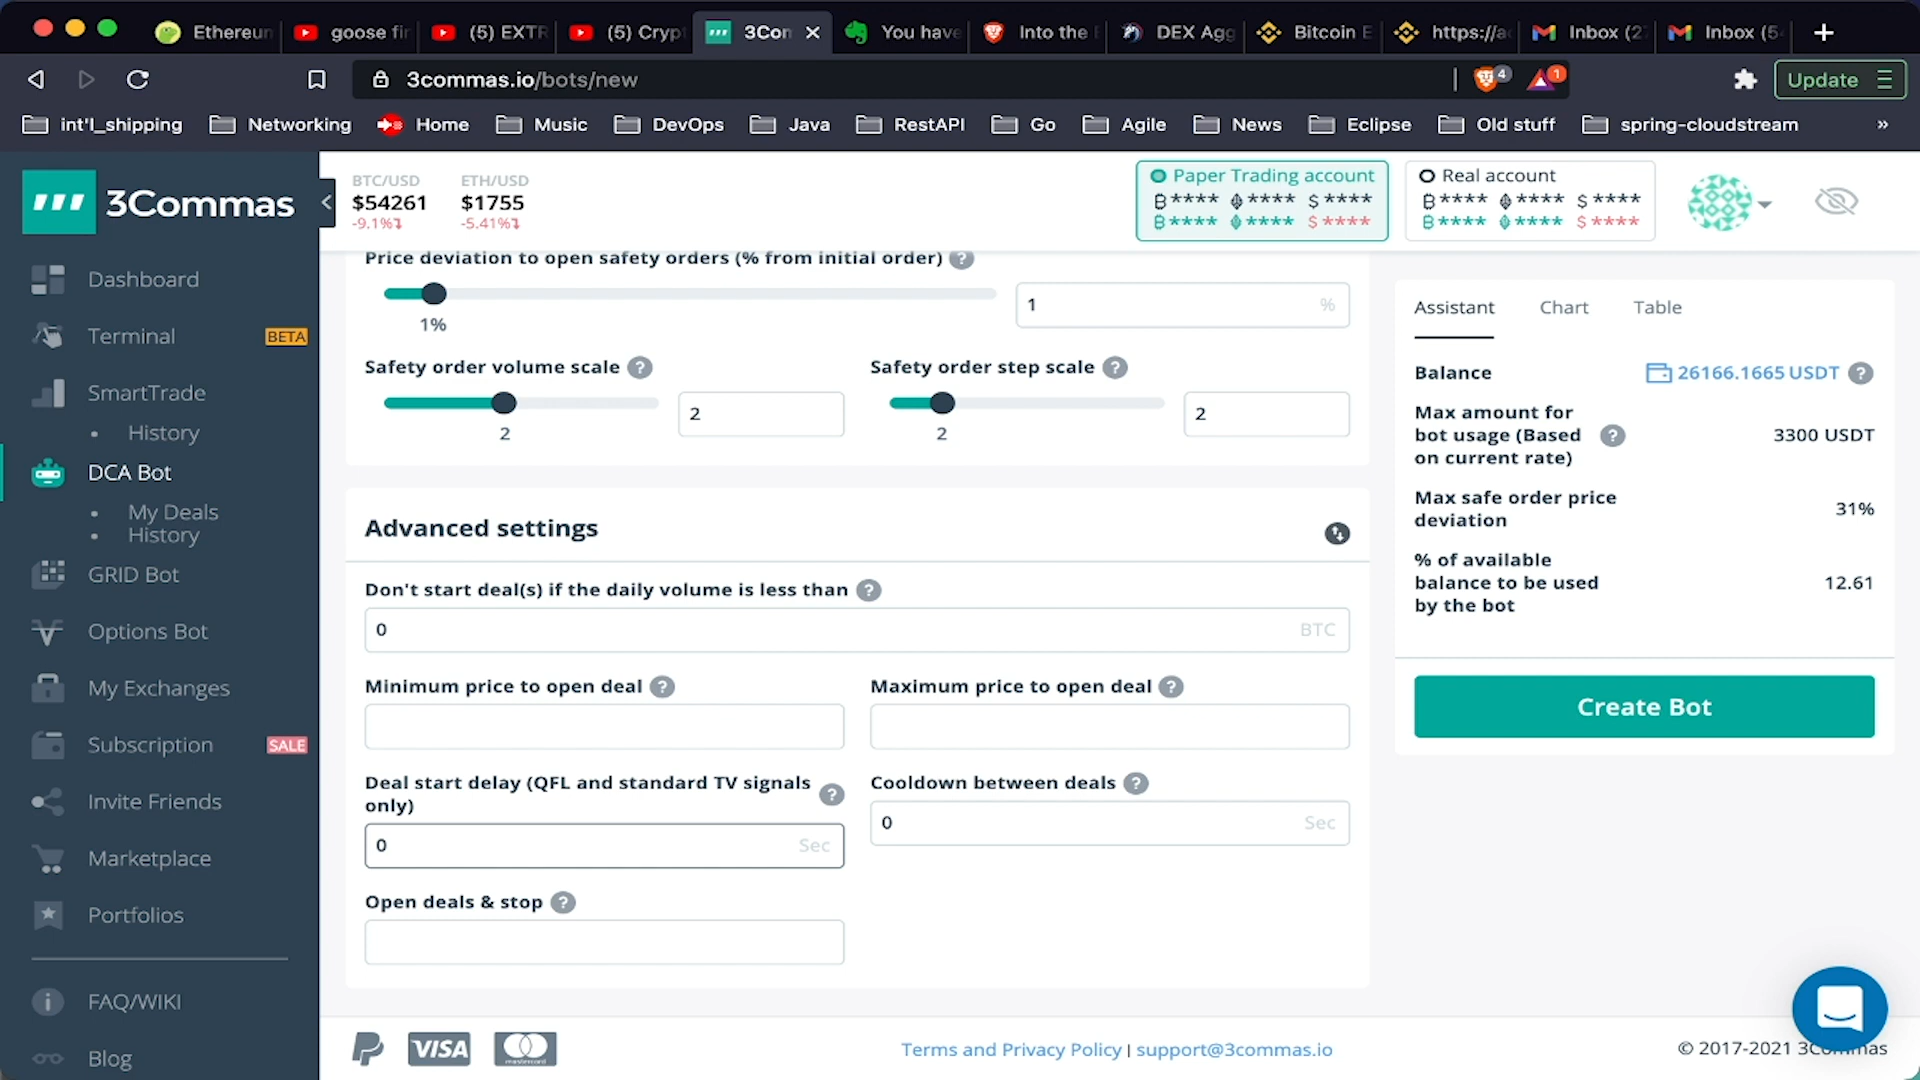 Ethereun
goose fir
(5) EXTR
(5) Crypt
3Con
You have
Into the
DEX Agg
Bitcoin E
https://a
Inbox (2
Inbox (5
3commas.io/bots/new
4
1
Update
int'l_shipping
Networking
Home
Music
DevOps
Java
RestAPI
Go
Agile
News
Eclipse
Old stuff
spring-cloudstream
»
3Commas
BTC/USD
$54261
-9.1%
ETH/USD
$1755
-5.41%
Paper Trading account
**** **** $ ****
**** **** $ ****
Real account
**** **** $ ****
**** **** $ ****
Dashboard
Terminal
BETA
SmartTrade
• History
DCA Bot
• My Deals
• History
GRID Bot
Options Bot
My Exchanges
Subscription
SALE
Invite Friends
Marketplace
Portfolios
FAQ/WIKI
Blog
Price deviation to open safety orders (% from initial order) ?
1%
1 %
Safety order volume scale ?
2
2
Safety order step scale ?
2
2
Advanced settings
Don't start deal(s) if the daily volume is less than ?
0 BTC
Minimum price to open deal ?
Maximum price to open deal ?
Deal start delay (QFL and standard TV signals
only) ?
0 Sec
Cooldown between deals ?
0 Sec
Open deals & stop ?
Assistant
Chart
Table
Balance
26166.1665 USDT ?
Max amount for
bot usage (Based
on current rate) ?
3300 USDT
Max safe order price
deviation
31%
% of available
balance to be used
by the bot
12.61
Create Bot
VISA
mastercard
Terms and Privacy Policy | support@3commas.io
© 2017-2021 3Commas